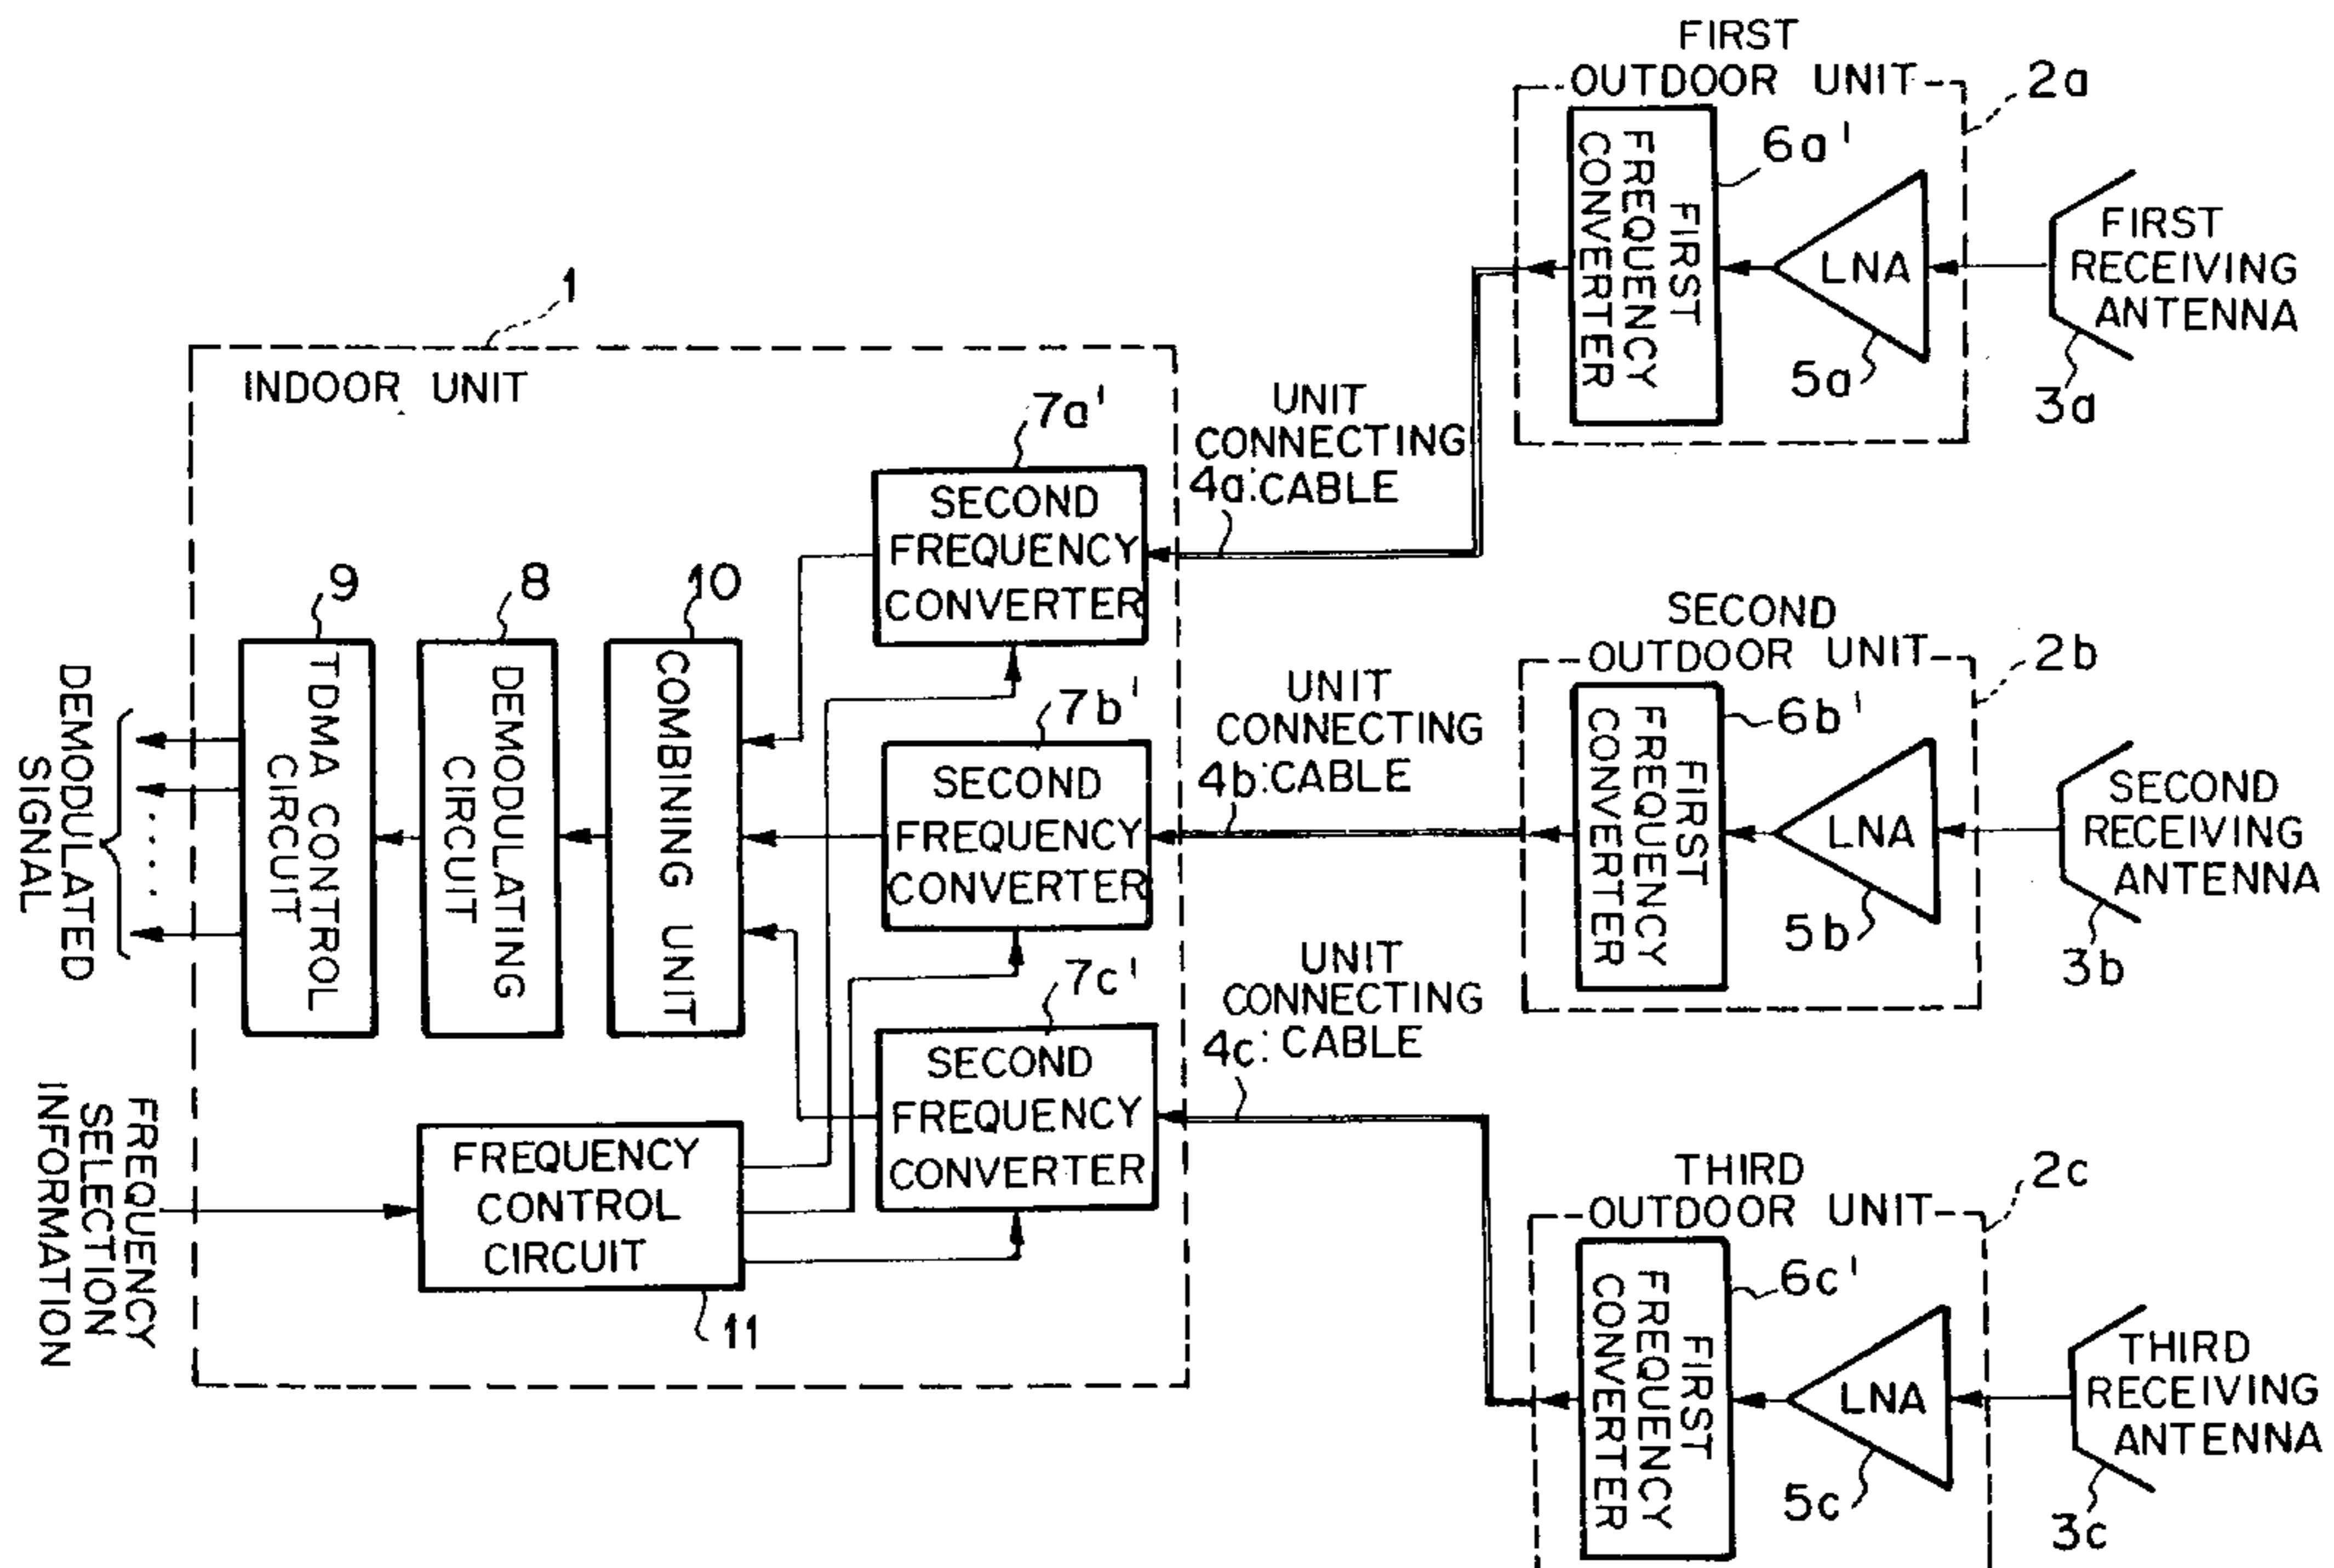 FIRST
OUTDOOR UNIT
2a
6a'
FIRST
FREQUENCY
CONVERTER
LNA
5a
FIRST
RECEIVING
ANTENNA
3a
1
INDOOR UNIT
7a'
SECOND
FREQUENCY
CONVERTER
UNIT
CONNECTING
4a: CABLE
9
TDMA CONTROL
CIRCUIT
8
DEMODULATING
CIRCUIT
10
COMBINING UNIT
DEMODULATED
SIGNAL
7b'
SECOND
FREQUENCY
CONVERTER
UNIT
CONNECTING
4b: CABLE
SECOND
OUTDOOR UNIT
2b
6b'
FIRST
FREQUENCY
CONVERTER
LNA
5b
SECOND
RECEIVING
ANTENNA
3b
7c'
SECOND
FREQUENCY
CONVERTER
UNIT
CONNECTING
4c: CABLE
FREQUENCY
SELECTION
INFORMATION
FREQUENCY
CONTROL
CIRCUIT
11
THIRD
OUTDOOR UNIT
2c
6c'
FIRST
FREQUENCY
CONVERTER
LNA
5c
THIRD
RECEIVING
ANTENNA
3c